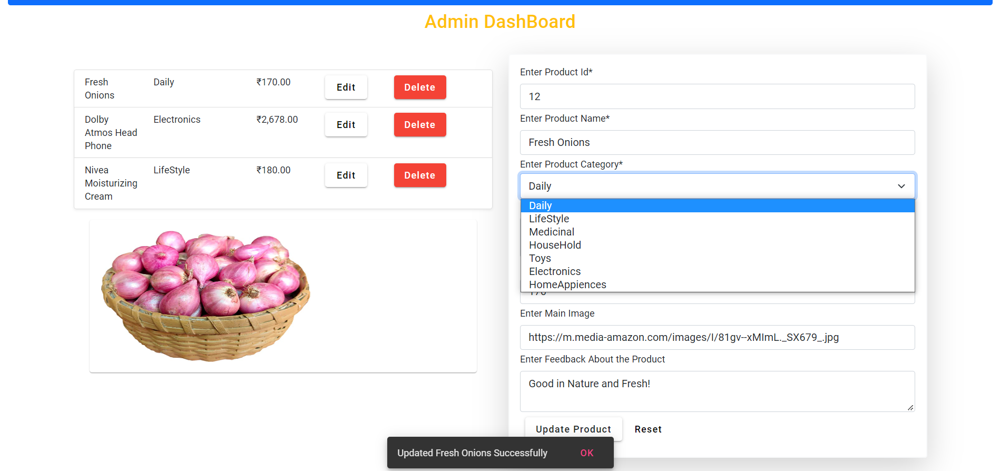 Admin DashBoard
Fresh
Onions
Daily
₹170.00
Edit
Delete
Dolby
Atmos Head
Phone
Electronics
₹2,678.00
Edit
Delete
Nivea
Moisturizing
Cream
LifeStyle
₹180.00
Edit
Delete
Enter Product Id*
12
Enter Product Name*
Fresh Onions
Enter Product Category*
Daily
Daily
LifeStyle
Medicinal
HouseHold
Toys
Electronics
HomeAppiences
Enter Main Image
https://m.media-amazon.com/images/I/81gv--xMImL._SX679_.jpg
Enter Feedback About the Product
Good in Nature and Fresh!
Update Product
Reset
Updated Fresh Onions Successfully
OK